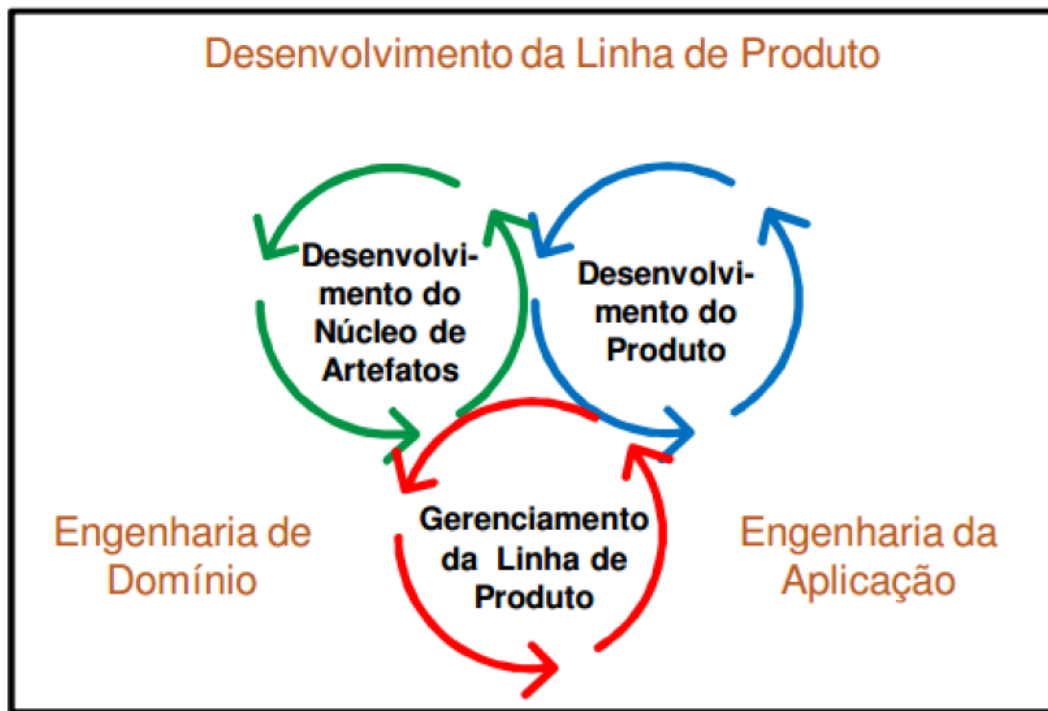 Desenvolvimento da Linha de Produto
Desenvolvi-
mento do
Núcleo de
Artefatos
Desenvolvi-
mento do
Produto
Gerenciamento
da Linha de
Produto
Engenharia de
Domínio
Engenharia da
Aplicação